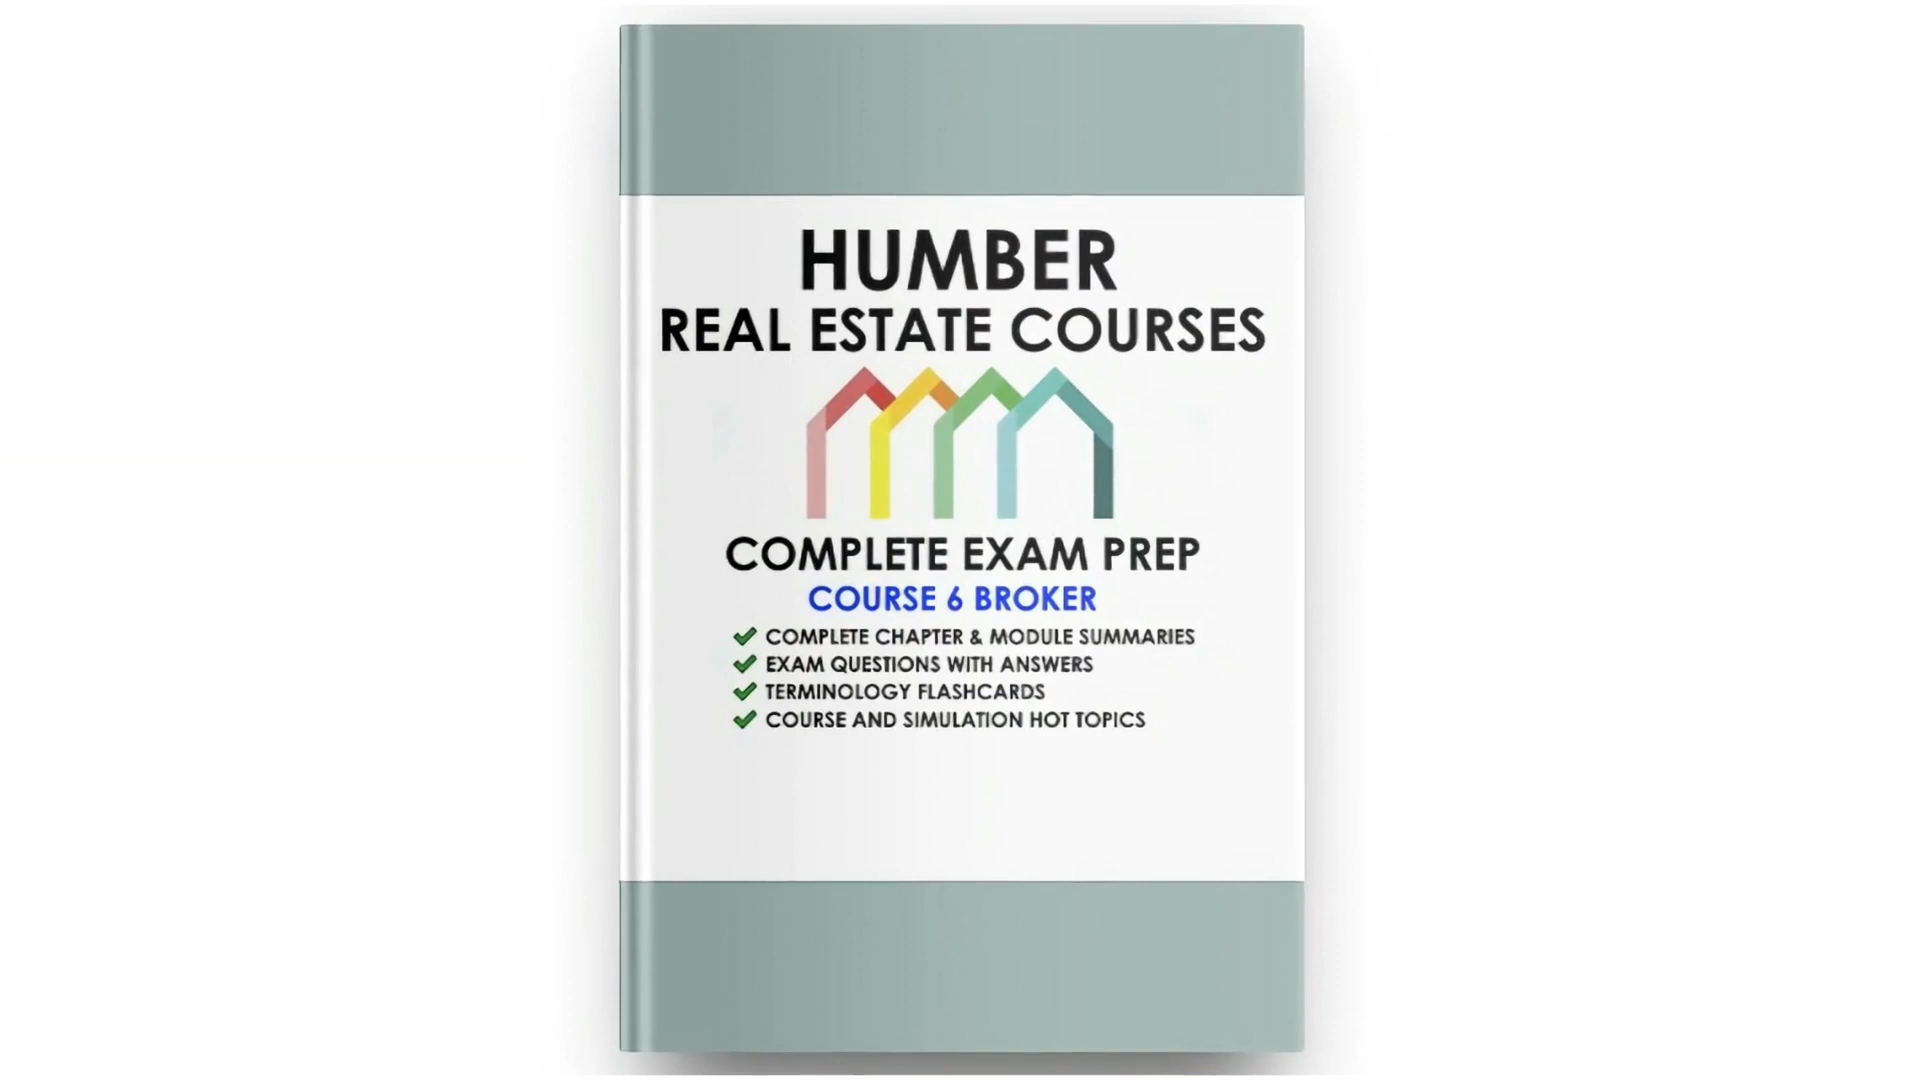 HUMBER
REAL ESTATE COURSES
COMPLETE EXAM PREP
COURSE 6 BROKER
COMPLETE CHAPTER & MODULE SUMMARIES
EXAM QUESTIONS WITH ANSWERS
TERMINOLOGY FLASHCARDS
COURSE AND SIMULATION HOT TOPICS